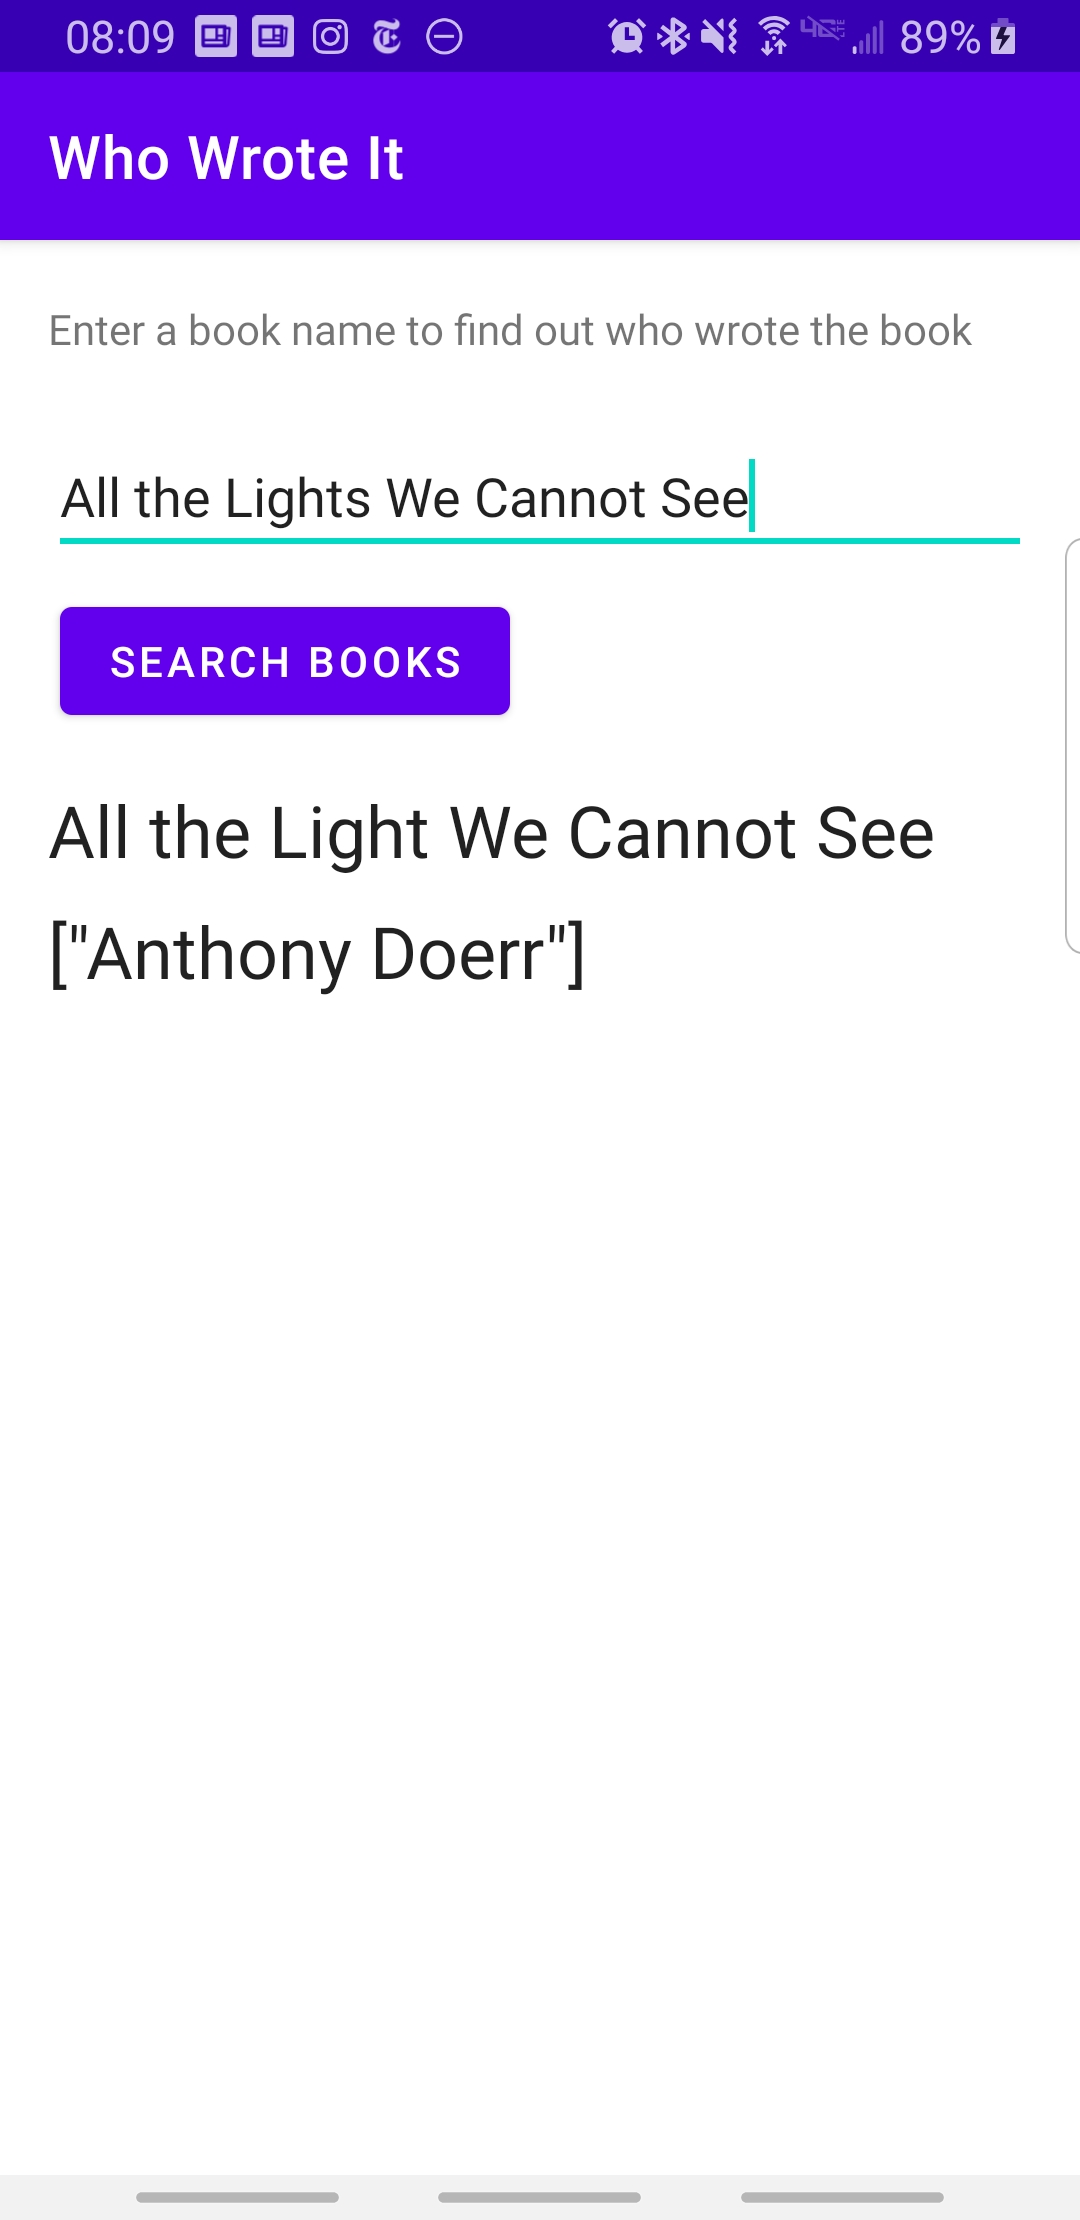 08:09 89%
Who Wrote It
Enter a book name to find out who wrote the book
All the Lights We Cannot See
SEARCH BOOKS
All the Light We Cannot See
["Anthony Doerr"]